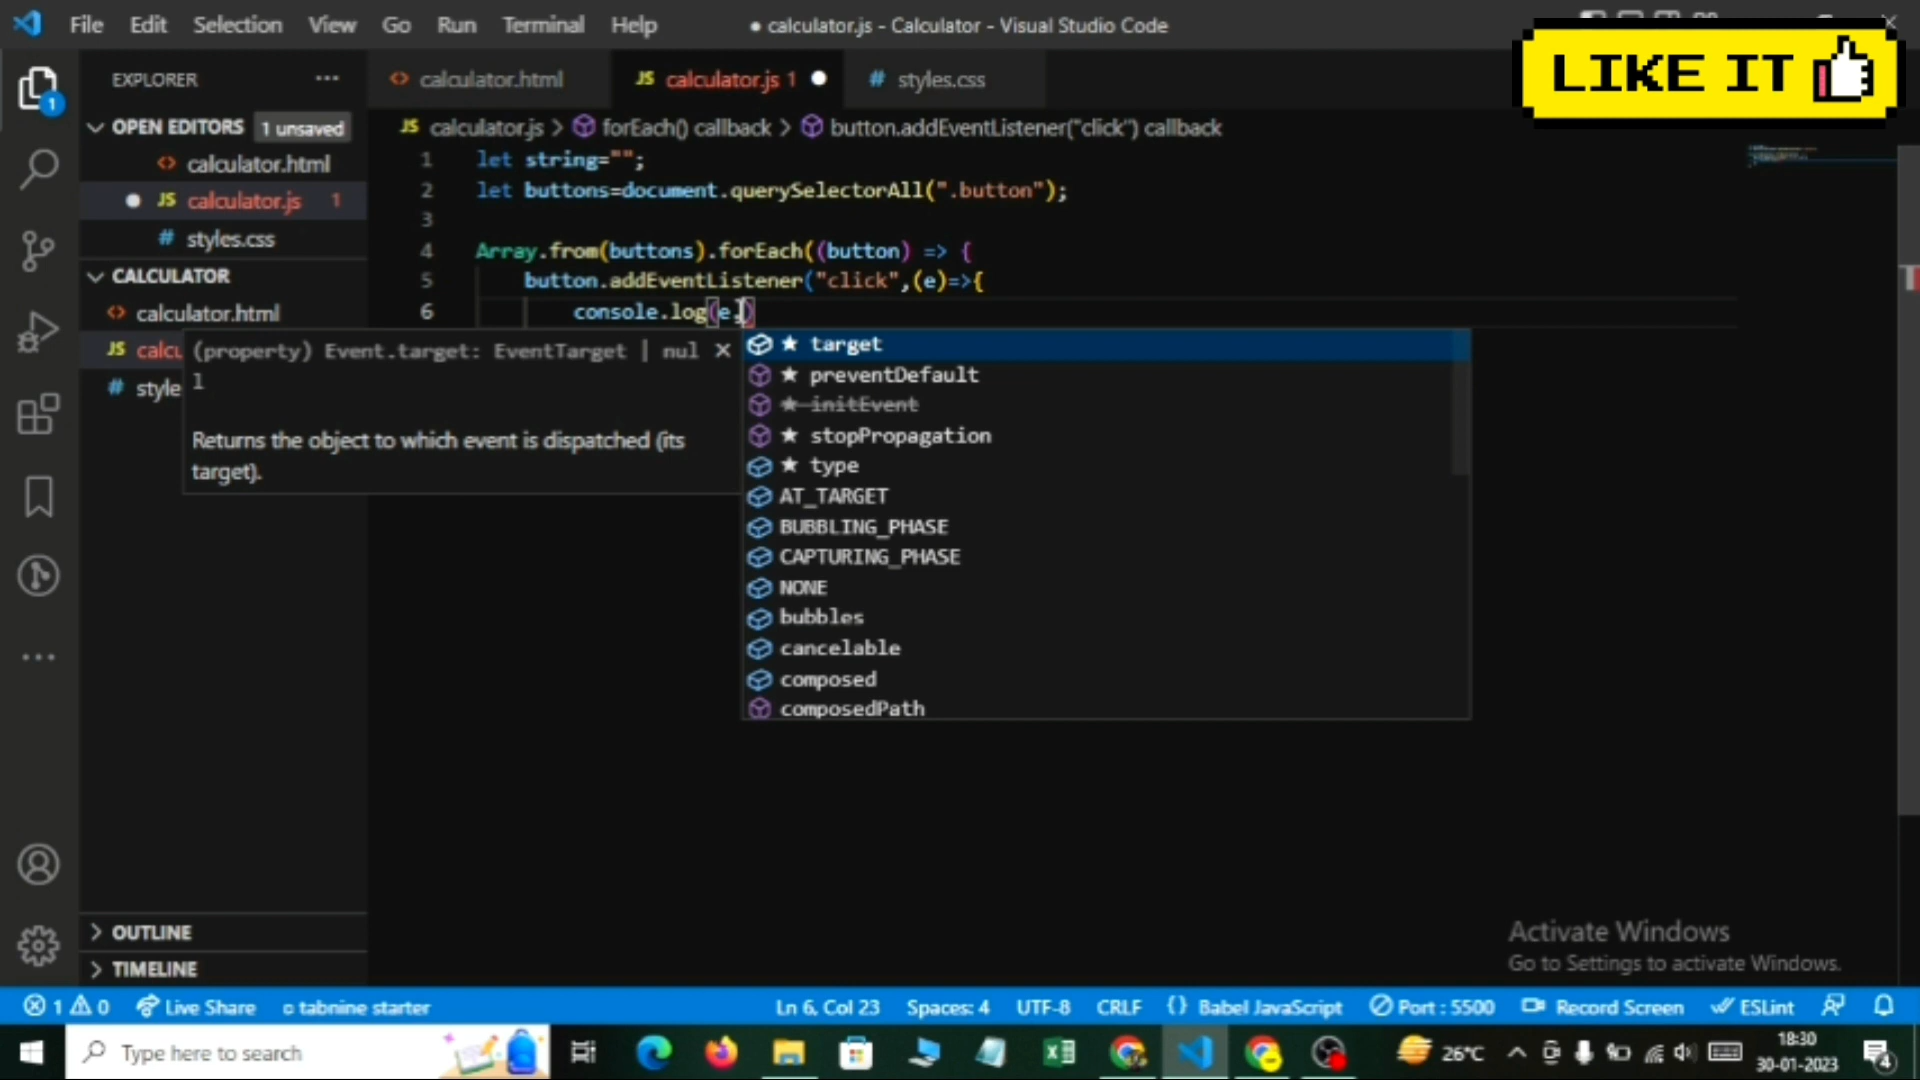 File Edit Selection View Go Run Terminal Help
● calculator.js - Calculator - Visual Studio Code
LIKE IT
EXPLORER ···
<> calculator.html
JS calculator.js 1 ●
# styles.css
1
OPEN EDITORS 1 unsaved
<> calculator.html
● JS calculator.js 1
# styles.css
CALCULATOR
<> calculator.html
JS calcu
# style
calculator.js > forEach() callback > button.addEventListener("click") callback
1 let string="";
2 let buttons=document.querySelectorAll(".button");
3
4 Array.from(buttons).forEach((button) => {
5 button.addEventListener("click",(e)=>{
6 console.log(e.)
(property) Event.target: EventTarget | nul
l
Returns the object to which event is dispatched (its
target).
★ target
★ preventDefault
★ initEvent
★ stopPropagation
★ type
AT_TARGET
BUBBLING_PHASE
CAPTURING_PHASE
NONE
bubbles
cancelable
composed
composedPath
OUTLINE
TIMELINE
Activate Windows
Go to Settings to activate Windows.
1 0 Live Share tabnine starter
Ln 6, Col 23 Spaces: 4 UTF-8 CRLF {} Babel JavaScript Port : 5500 Record Screen ESLint
Type here to search
26°C
18:30
30-01-2023
4